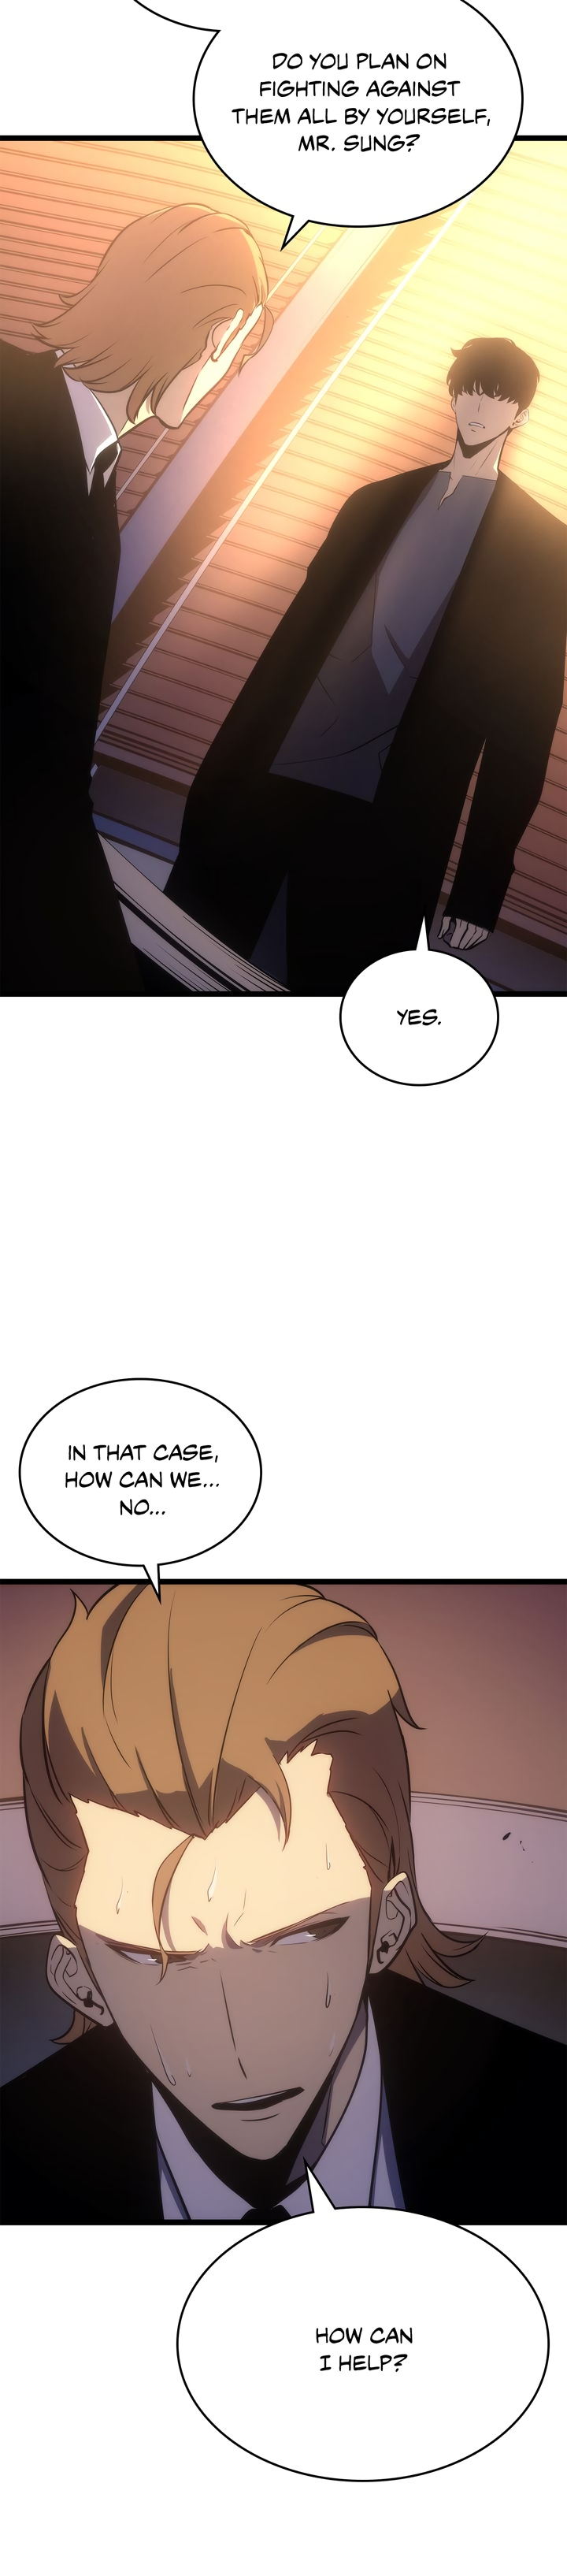 DO YOU PLAN ON
FIGHTING AGAINST
THEM ALL BY YOURSELF,
MR. SUNG?
YES.
IN THAT CASE,
HOW CAN WE...
NO...
HOW CAN
I HELP?